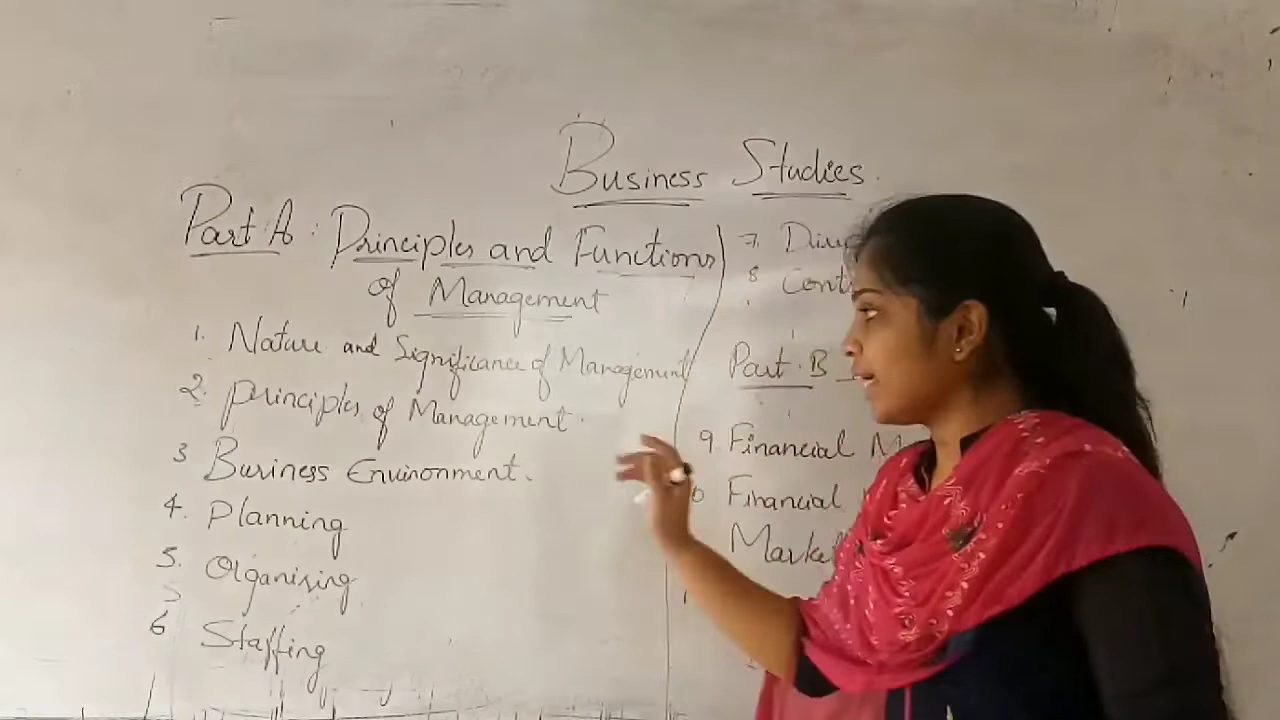 Business Studies.
Part A: Principles and Functions
of Management
1. Nature and Significance of Management
2. principles of Management.
3 Business Environment.
4. Planning
5. Organising
6 Staffing
7.
8
Part B
9. Financial
Financial